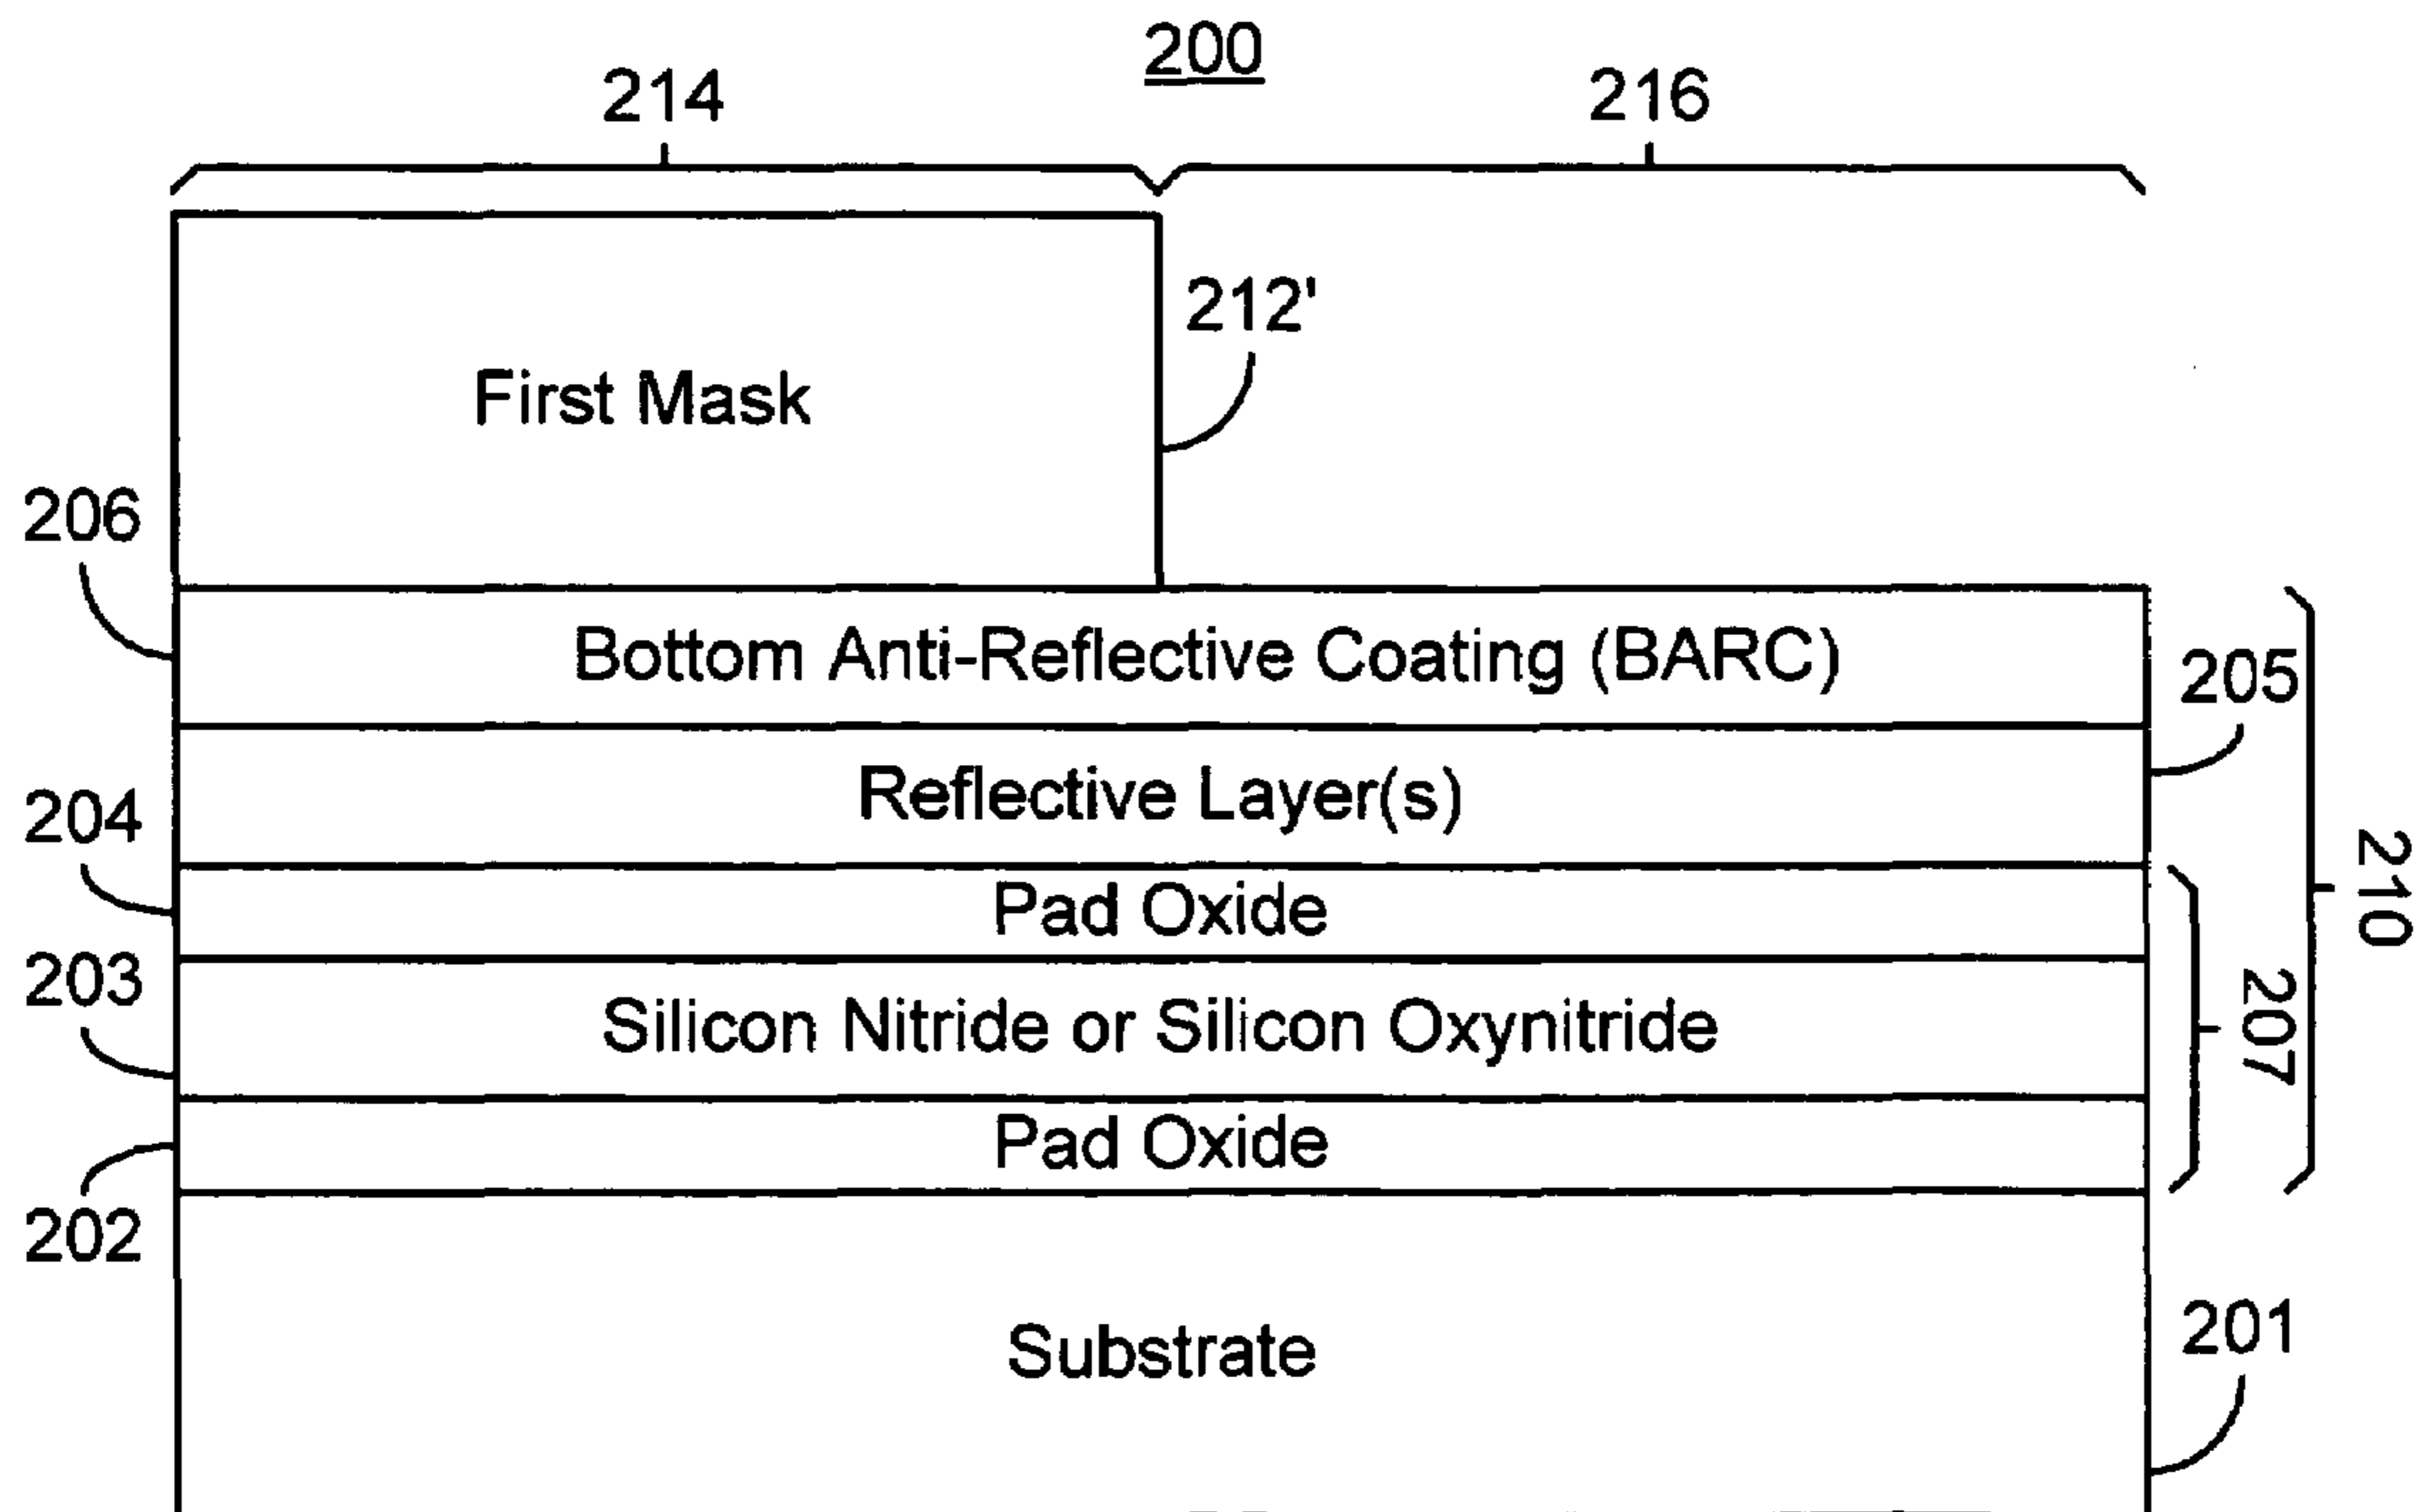 200
214
216
212'
First Mask
206
Bottom Anti-Reflective Coating (BARC)
205
Reflective Layer(s)
204
210
Pad Oxide
203
207
Silicon Nitride or Silicon Oxynitride
Pad Oxide
202
201
Substrate